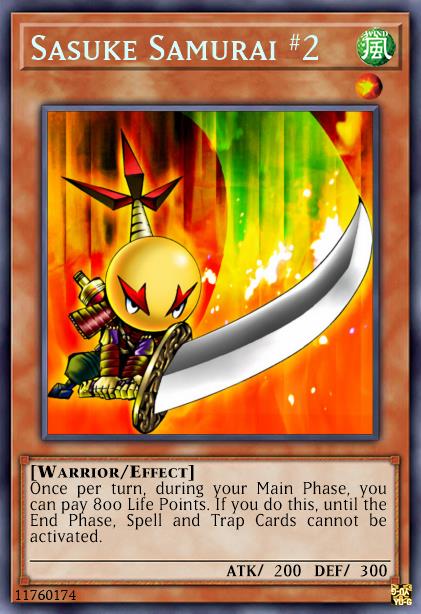 Sasuke Samurai #2
WIND
風
[Warrior/Effect]
Once per turn, during your Main Phase, you
can pay 800 Life Points. If you do this, until the
End Phase, Spell and Trap Cards cannot be
activated.
ATK/ 200 DEF/ 300
11760174